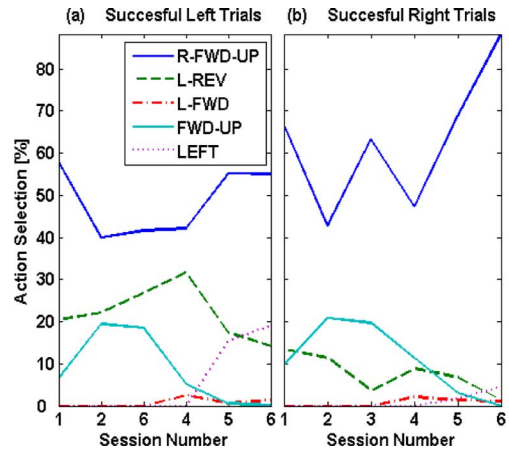 (a) Succesful Left Trials
(b) Succesful Right Trials
R-FWD-UP
L-REV
L-FWD
FWD-UP
LEFT
Action Selection [%]
80
70
60
50
40
30
20
10
0
1 2 6 4 5 6
1 2 3 4 5 6
Session Number
Session Number